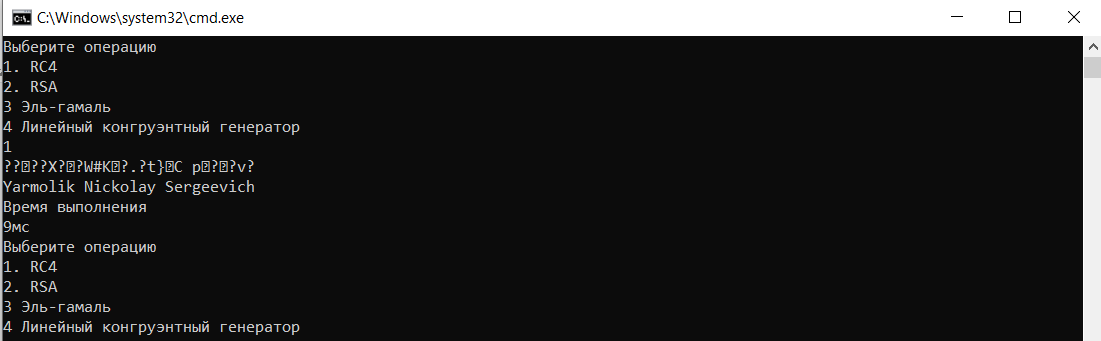 C:\Windows\system32\cmd.exe
Выберите операцию
1. RC4
2. RSA
3 Эль-гамаль
4 Линейный конгруэнтный генератор
1
??⍰??X?⍰?W#K⍰?.?t}⍰C p⍰?⍰?v?
Yarmolik Nickolay Sergeevich
Время выполнения
9мс
Выберите операцию
1. RC4
2. RSA
3 Эль-гамаль
4 Линейный конгруэнтный генератор